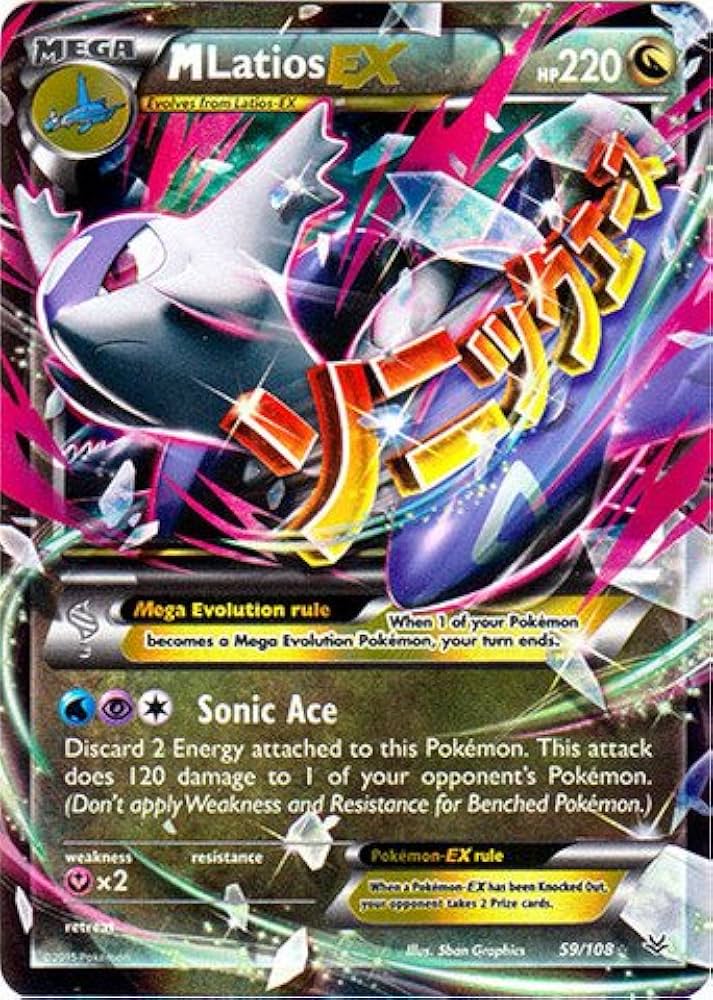 MEGA
M Latios EX
HP 220
Evolves from Latios-EX
ソニックエース
Mega Evolution rule
When 1 of your Pokémon
becomes a Mega Evolution Pokémon, your turn ends.
Sonic Ace
Discard 2 Energy attached to this Pokémon. This attack
does 120 damage to 1 of your opponent's Pokémon.
(Don't apply Weakness and Resistance for Benched Pokémon.)
weakness resistance
×2
Pokémon-EX rule
When a Pokémon-EX has been Knocked Out,
your opponent takes 2 Prize cards.
retreat
©2015 Pokémon
Illus. 5ban Graphics
59/108